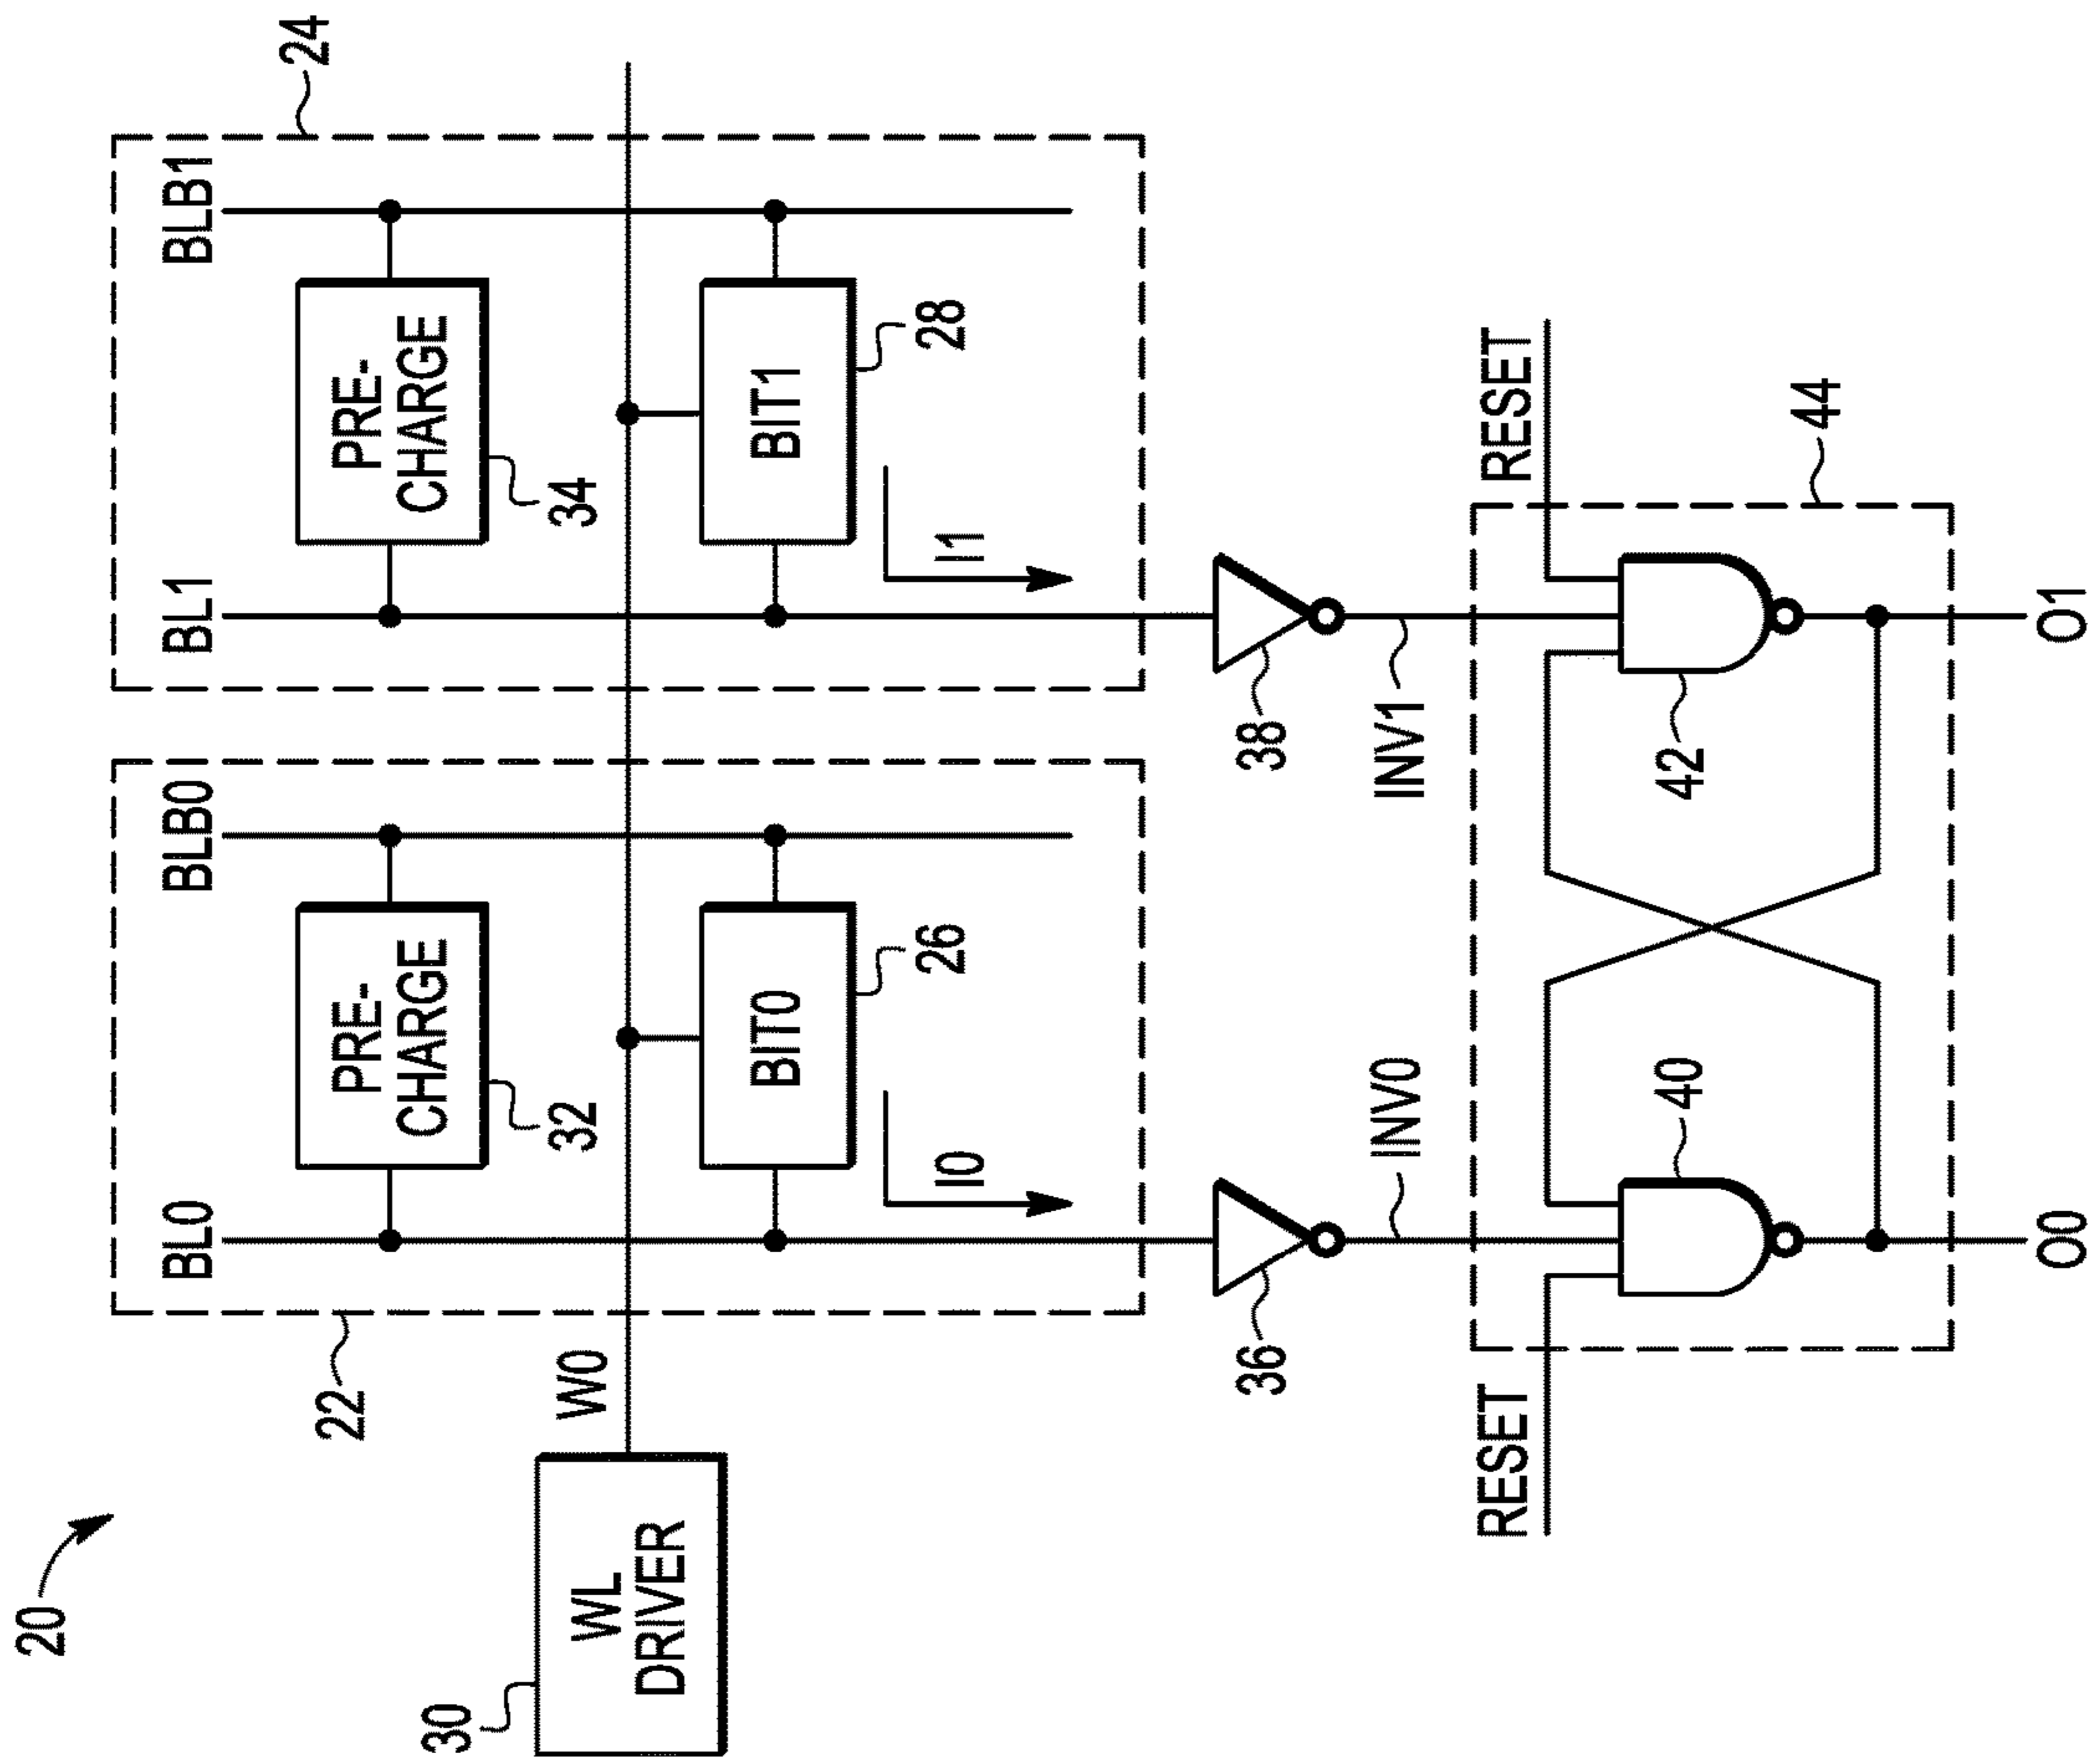 20
22
24
BL0
BLB0
BL1
BLB1
PRE-
CHARGE
32
PRE-
CHARGE
34
30
WL
DRIVER
W0
BIT0
26
BIT1
28
I0
I1
36
38
INV0
INV1
RESET
RESET
40
42
44
O0
O1